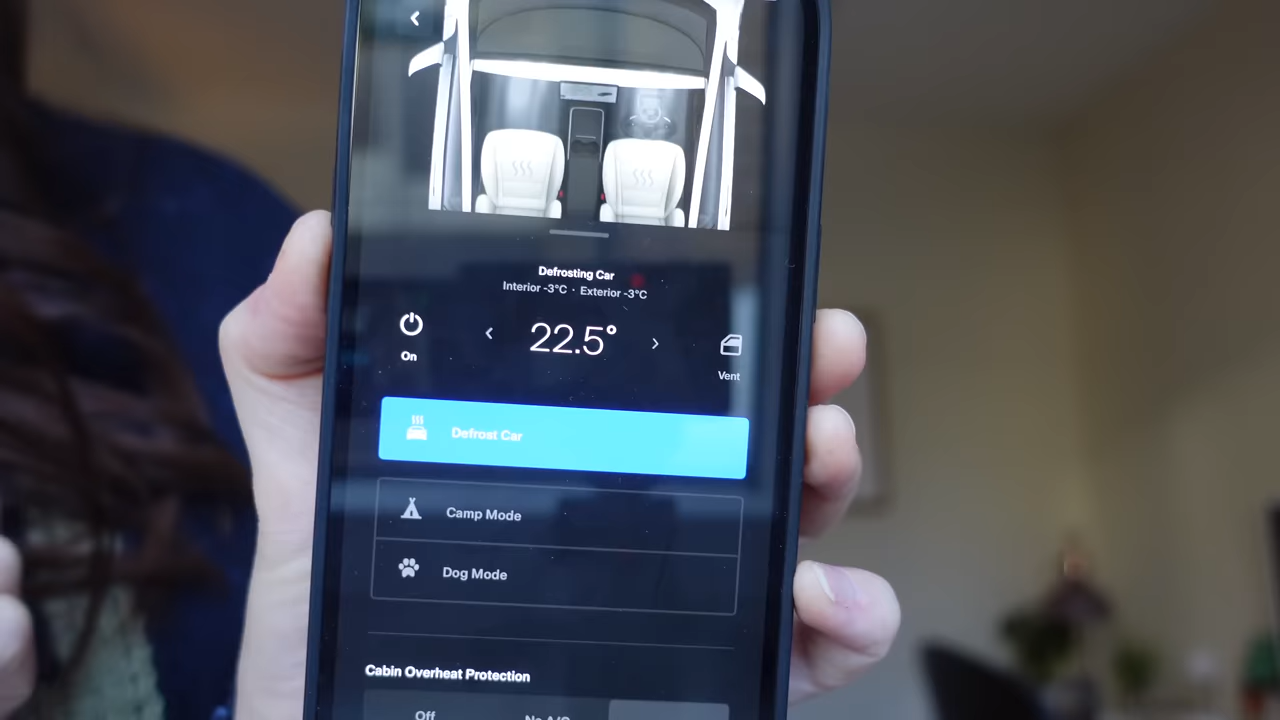 Defrosting Car
Interior -3°C · Exterior -3°C
22.5°
On
Vent
Defrost Car
Camp Mode
Dog Mode
Cabin Overheat Protection
Off No A/C